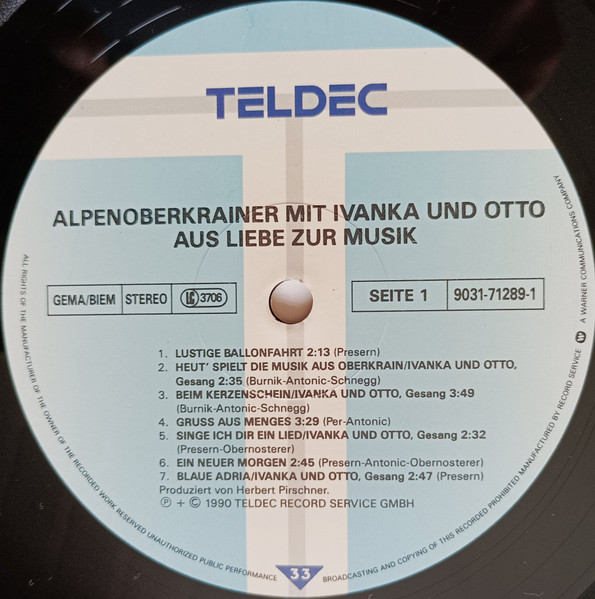 TELDEC
ALPENOBERKRAINER MIT IVANKA UND OTTO
AUS LIEBE ZUR MUSIK
GEMA/BIEM STEREO LC 3706
SEITE 1 9031-71289-1
1. LUSTIGE BALLONFAHRT 2:13 (Presern)
2. HEUT' SPIELT DIE MUSIK AUS OBERKRAIN/IVANKA UND OTTO,
Gesang 2:35 (Burnik-Antonic-Schnegg)
3. BEIM KERZENSCHEIN/IVANKA UND OTTO, Gesang 3:49
(Burnik-Antonic-Schnegg)
4. GRUSS AUS MENGES 3:29 (Per-Antonic)
5. SINGE ICH DIR EIN LIED/IVANKA UND OTTO, Gesang 2:32
(Presern-Obernosterer)
6. EIN NEUER MORGEN 2:45 (Presern-Antonic-Obernosterer)
7. BLAUE ADRIA/IVANKA UND OTTO, Gesang 2:47 (Presern)
Produziert von Herbert Pirschner.
Ⓟ + © 1990 TELDEC RECORD SERVICE GMBH
ALL RIGHTS OF THE MANUFACTURER OF THE OWNER OF THE RECORDED WORK RESERVED UNAUTHORIZED PUBLIC PERFORMANCE
33
BROADCASTING AND COPYING OF THIS RECORD PROHIBITED MANUFACTURED BY RECORD SERVICE W A WARNER COMMUNICATIONS COMPANY